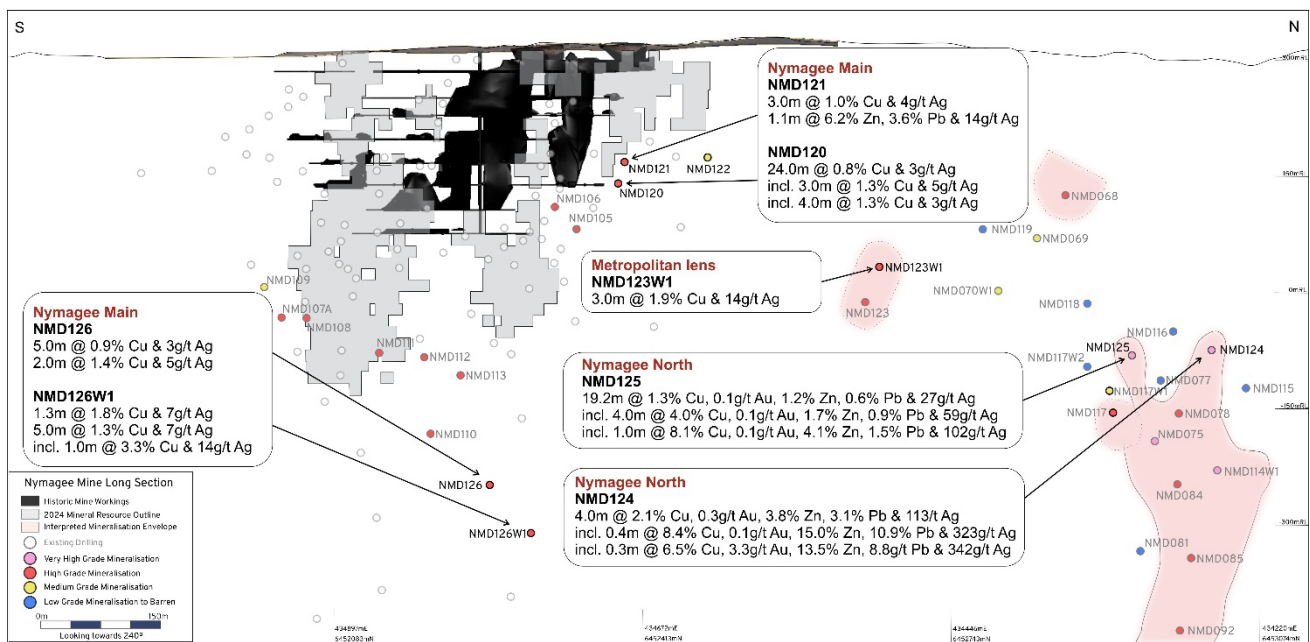 S
N
300mRL
Nymagee Main
NMD121
3.0m @ 1.0% Cu & 4g/t Ag
1.1m @ 6.2% Zn, 3.6% Pb & 14g/t Ag
NMD120
24.0m @ 0.8% Cu & 3g/t Ag
incl. 3.0m @ 1.3% Cu & 5g/t Ag
incl. 4.0m @ 1.3% Cu & 3g/t Ag
NMD121
NMD122
NMD120
NMD106
NMD105
NMD068
150mRL
NMD119
NMD069
Metropolitan lens
NMD123W1
3.0m @ 1.9% Cu & 14g/t Ag
NMD123W1
NMD123
NMD070W1
0mRL
NMD118
NMD109
NMD107A
NMD108
NMD111
NMD112
NMD113
NMD110
Nymagee Main
NMD126
5.0m @ 0.9% Cu & 3g/t Ag
2.0m @ 1.4% Cu & 5g/t Ag
NMD126W1
1.3m @ 1.8% Cu & 7g/t Ag
5.0m @ 1.3% Cu & 7g/t Ag
incl. 1.0m @ 3.3% Cu & 14g/t Ag
NMD116
NMD125
NMD124
NMD117W2
NMD077
NMD115
NMD117W1
NMD117
NMD078
-150mRL
NMD075
Nymagee North
NMD125
19.2m @ 1.3% Cu, 0.1g/t Au, 1.2% Zn, 0.6% Pb & 27g/t Ag
incl. 4.0m @ 4.0% Cu, 0.1g/t Au, 1.7% Zn, 0.9% Pb & 59g/t Ag
incl. 1.0m @ 8.1% Cu, 0.1g/t Au, 4.1% Zn, 1.5% Pb & 102g/t Ag
NMD114W1
NMD084
Nymagee North
NMD124
4.0m @ 2.1% Cu, 0.3g/t Au, 3.8% Zn, 3.1% Pb & 113/t Ag
incl. 0.4m @ 8.4% Cu, 0.1g/t Au, 15.0% Zn, 10.9% Pb & 323g/t Ag
incl. 0.3m @ 6.5% Cu, 3.3g/t Au, 13.5% Zn, 8.8g/t Pb & 342g/t Ag
NMD126
NMD126W1
NMD081
NMD085
NMD092
Nymagee Mine Long Section
Historic Mine Workings
2024 Mineral Resource Outline
Interpreted Mineralisation Envelope
Existing Drilling
Very High Grade Mineralisation
High Grade Mineralisation
Medium Grade Mineralisation
Low Grade Mineralisation to Barren
0m 150m
Looking towards 240°
6452083mN
434672mE
6452413mN
434446mE
6452743mN
434220mE
6453074mN